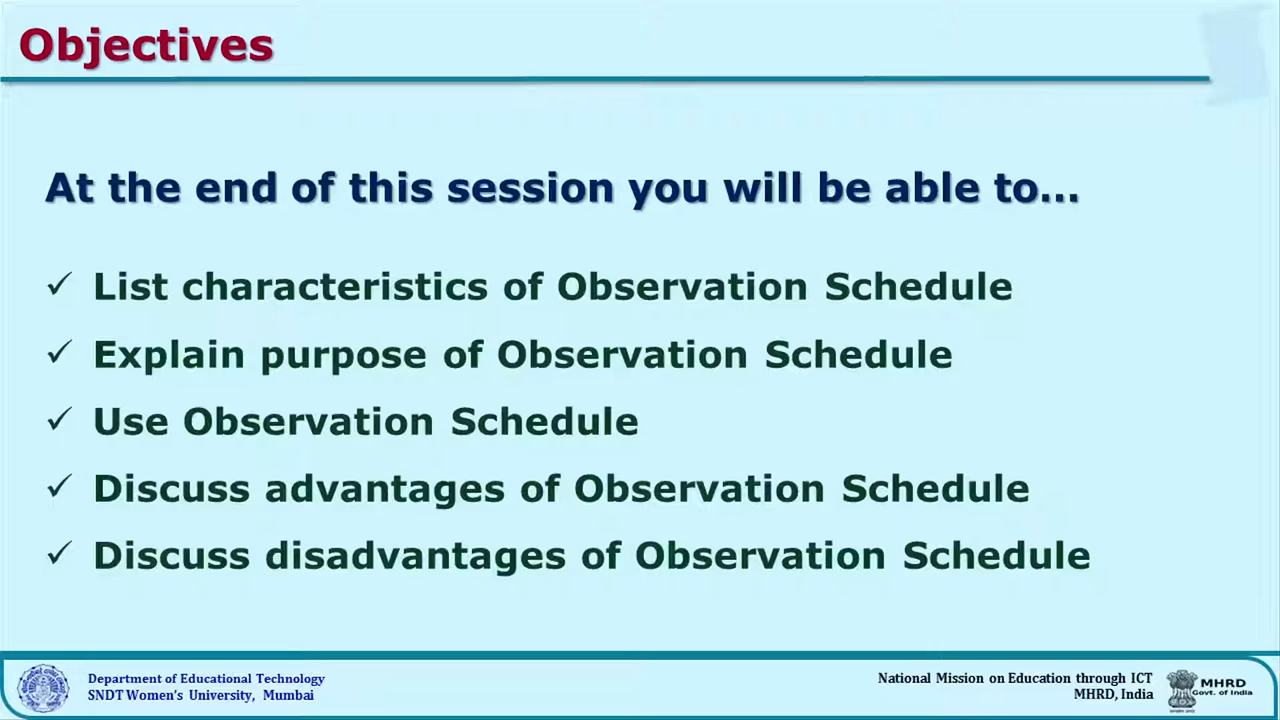 Objectives
At the end of this session you will be able to...
✓ List characteristics of Observation Schedule
✓ Explain purpose of Observation Schedule
✓ Use Observation Schedule
✓ Discuss advantages of Observation Schedule
✓ Discuss disadvantages of Observation Schedule
Department of Educational Technology
SNDT Women's University, Mumbai
National Mission on Education through ICT
MHRD, India
MHRD
Govt. of India